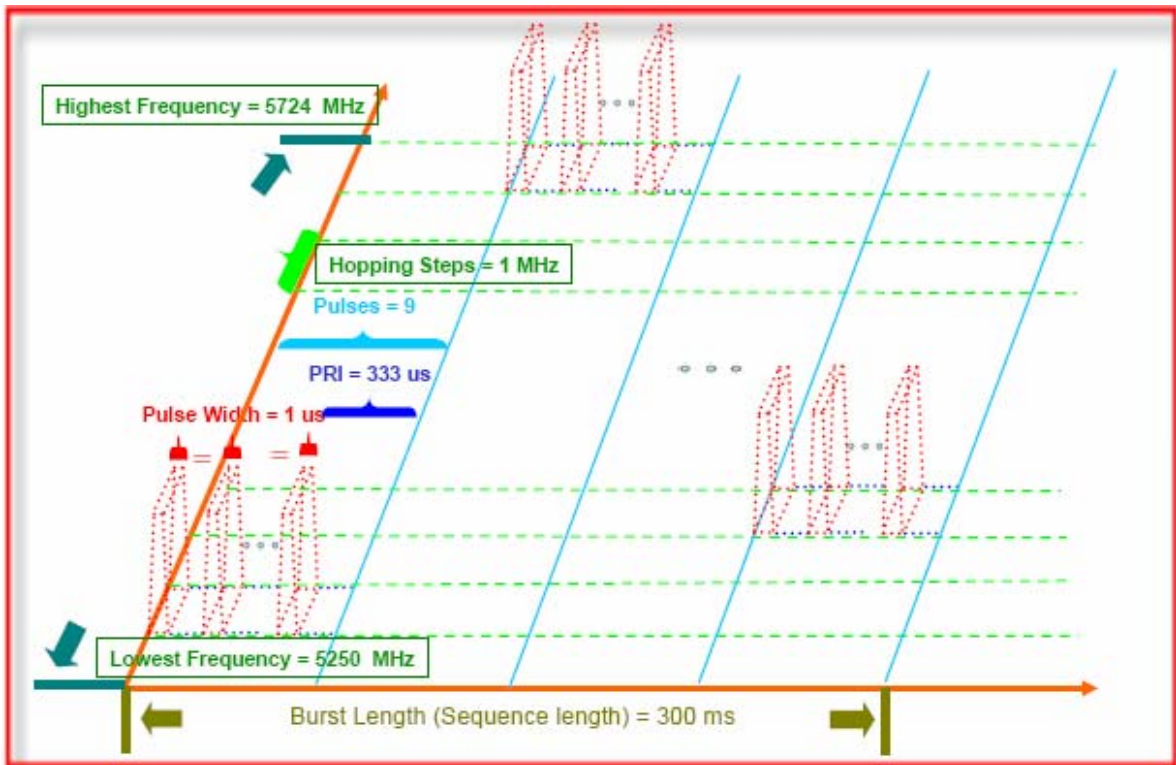 Highest Frequency = 5724 MHz
Hopping Steps = 1 MHz
Pulses = 9
PRI = 333 us
Pulse Width = 1 us
= =
Lowest Frequency = 5250 MHz
Burst Length (Sequence length) = 300 ms